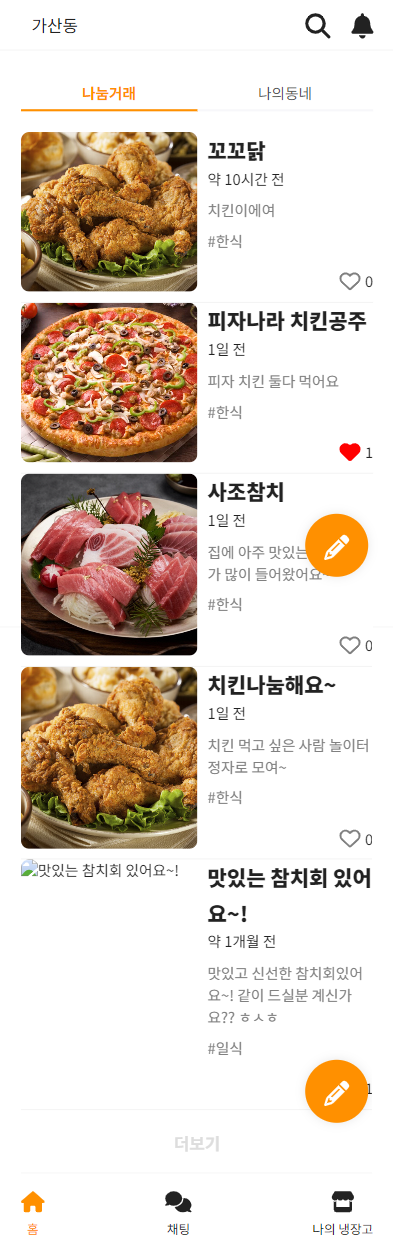 가산동
나눔거래
나의동네
꼬꼬닭
약 10시간 전
치킨이에여
#한식
0
피자나라 치킨공주
1일 전
피자 치킨 둘다 먹어요
#한식
1
사조참치
1일 전
집에 아주 맛있는
가 많이 들어왔어요~
#한식
0
치킨나눔해요~
1일 전
치킨 먹고 싶은 사람 놀이터
정자로 모여~
#한식
0
맛있는 참치회 있어요~!
맛있는 참치회 있어
요~!
약 1개월 전
맛있고 신선한 참치회있어
요~! 같이 드실분 계신가
요?? ㅎㅅㅎ
#일식
1
더보기
홈
채팅
나의 냉장고